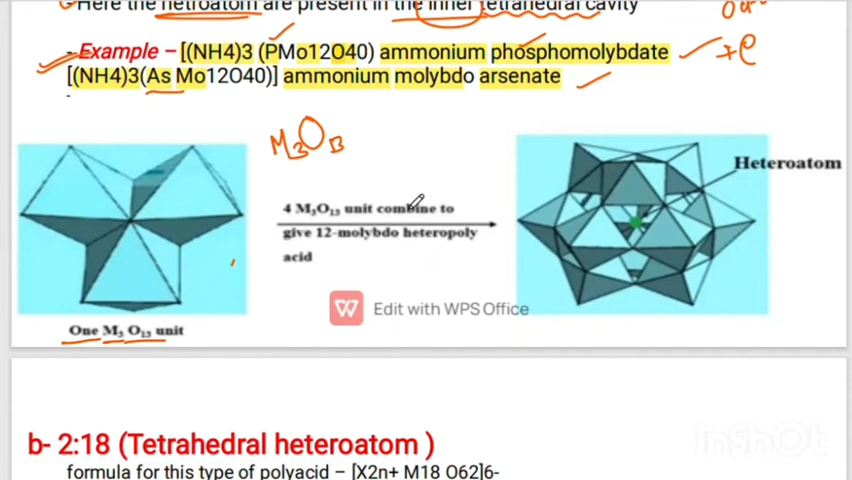 Here the hetroatom are present in the inner tetrahedral cavity
- Example – [(NH4)3 (PMo12O40) ammonium phosphomolybdate
[(NH4)3(As Mo12O40)] ammonium molybdo arsenate
+e
M3O13
Heteroatom
4 M3O13 unit combine to
give 12-molybdo heteropoly
acid
Edit with WPS Office
One M3 O13 unit
InShOt
b- 2:18 (Tetrahedral heteroatom )
formula for this type of polyacid – [X2n+ M18 O62]6-